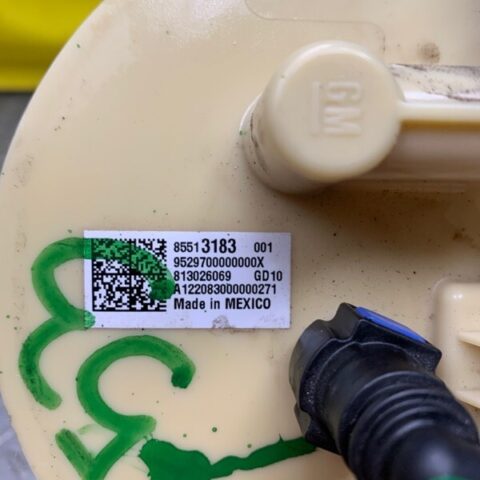 GM
85513183 001
9529700000000X
813026069 GD10
A122083000000271
Made in MEXICO